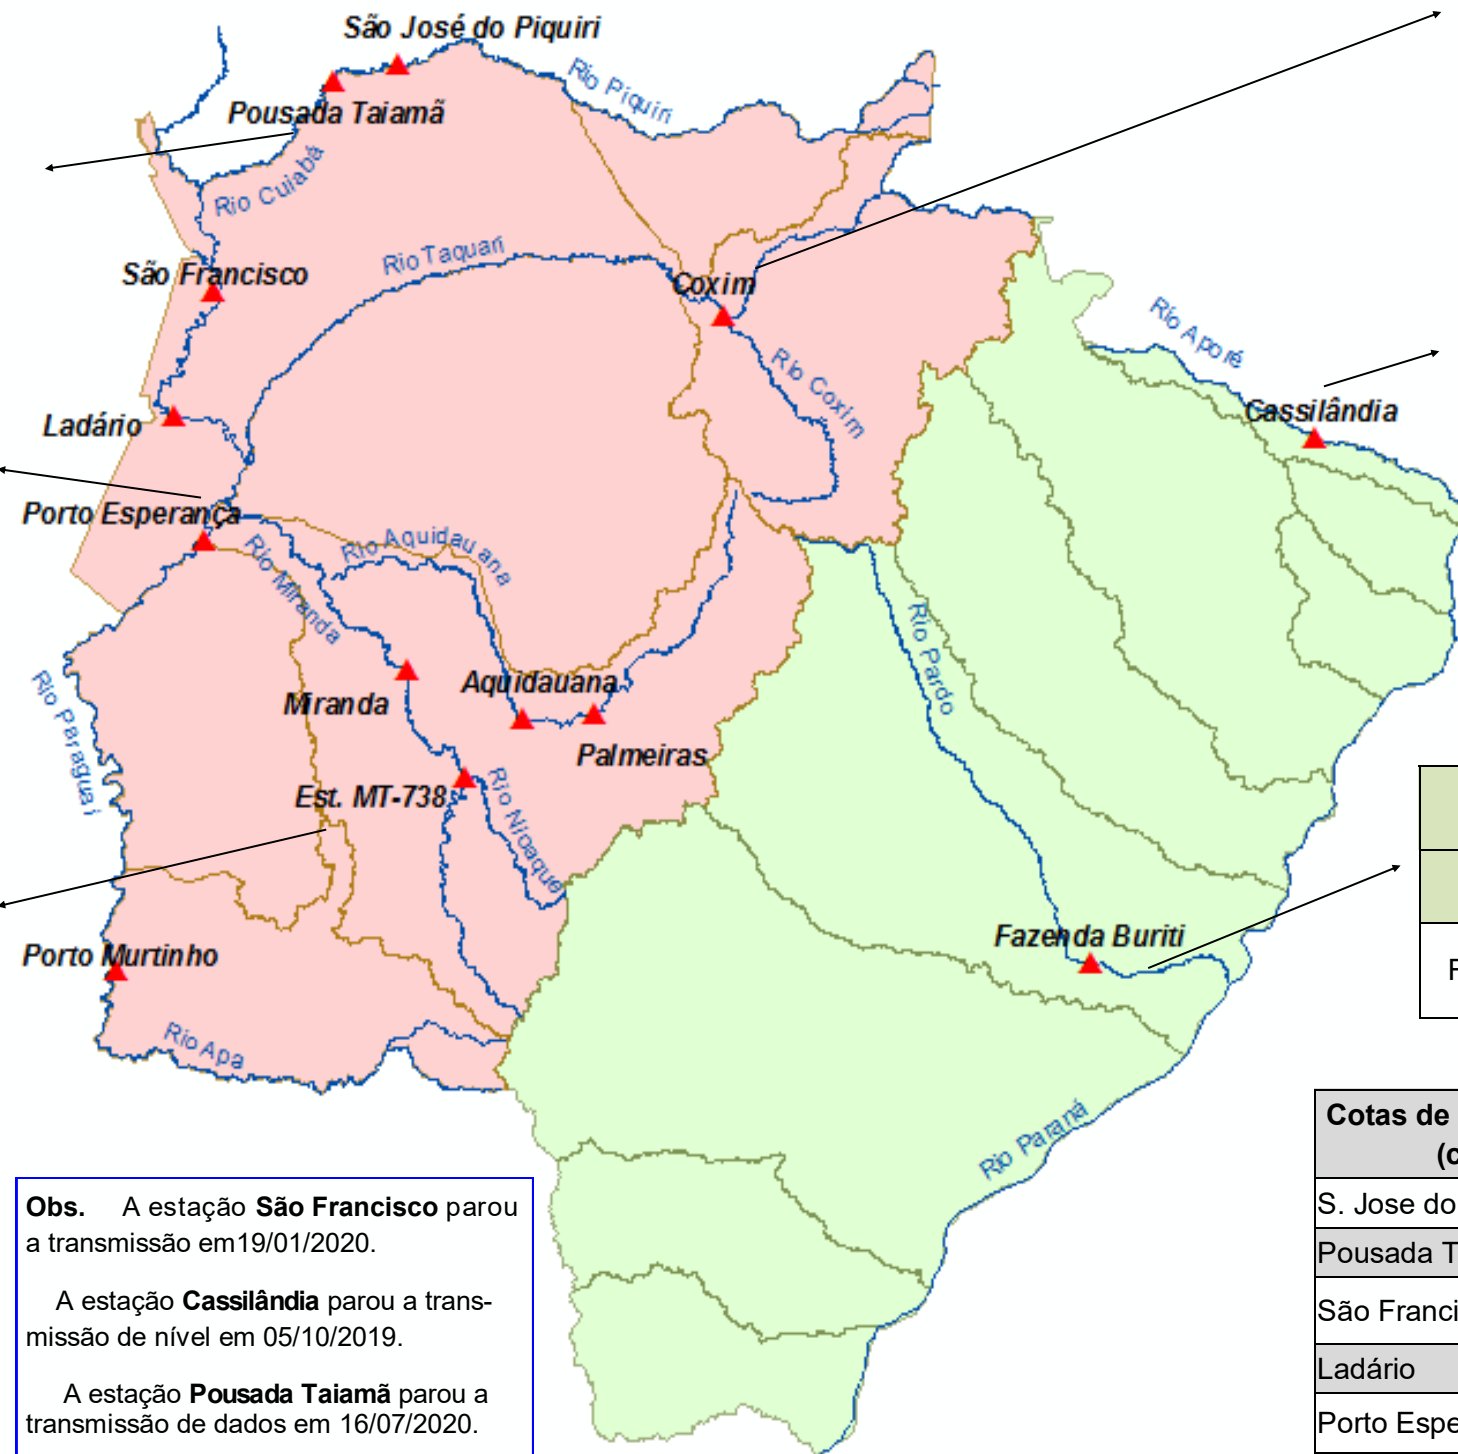 São José do Piquiri
Rio Piquiri
Pousada Taiamã
Rio Cuiabá
Rio Taquari
São Francisco
Coxim
Rio Aporé
Rio Coxim
Cassilândia
Ladário
Porto Esperança
Rio Aquidauana
Rio Miranda
Rio Pardo
Rio Paraguai
Miranda
Aquidauana
Palmeiras
Est. MT-738
Rio Nioaque
Porto Murtinho
Fazenda Buriti
F
Rio Apa
Rio Paraná
Obs. A estação São Francisco parou
a transmissão em19/01/2020.
A estação Cassilândia parou a trans-
missão de nível em 05/10/2019.
A estação Pousada Taiamã parou a
transmissão de dados em 16/07/2020.
Cotas de
(c
S. Jose do
Pousada T
São Franci
Ladário
Porto Espe